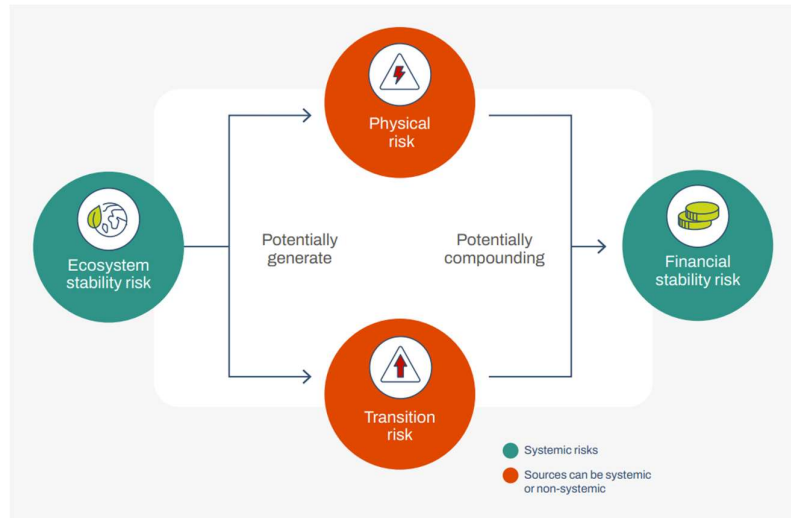 Physical
risk
Potentially
generate
Potentially
compounding
Ecosystem
stability risk
Financial
stability risk
Transition
risk
Systemic risks
Sources can be systemic
or non-systemic